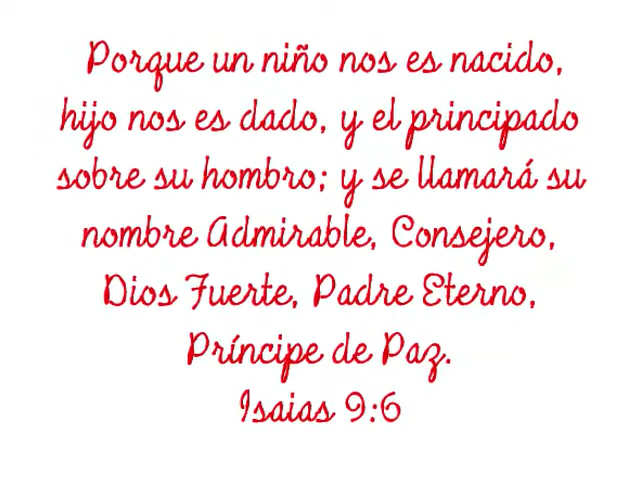 Porque un niño nos es nacido,
hijo nos es dado, y el principado
sobre su hombro; y se llamará su
nombre Admirable, Consejero,
Dios Fuerte, Padre Eterno,
Príncipe de Paz.
Isaias 9:6